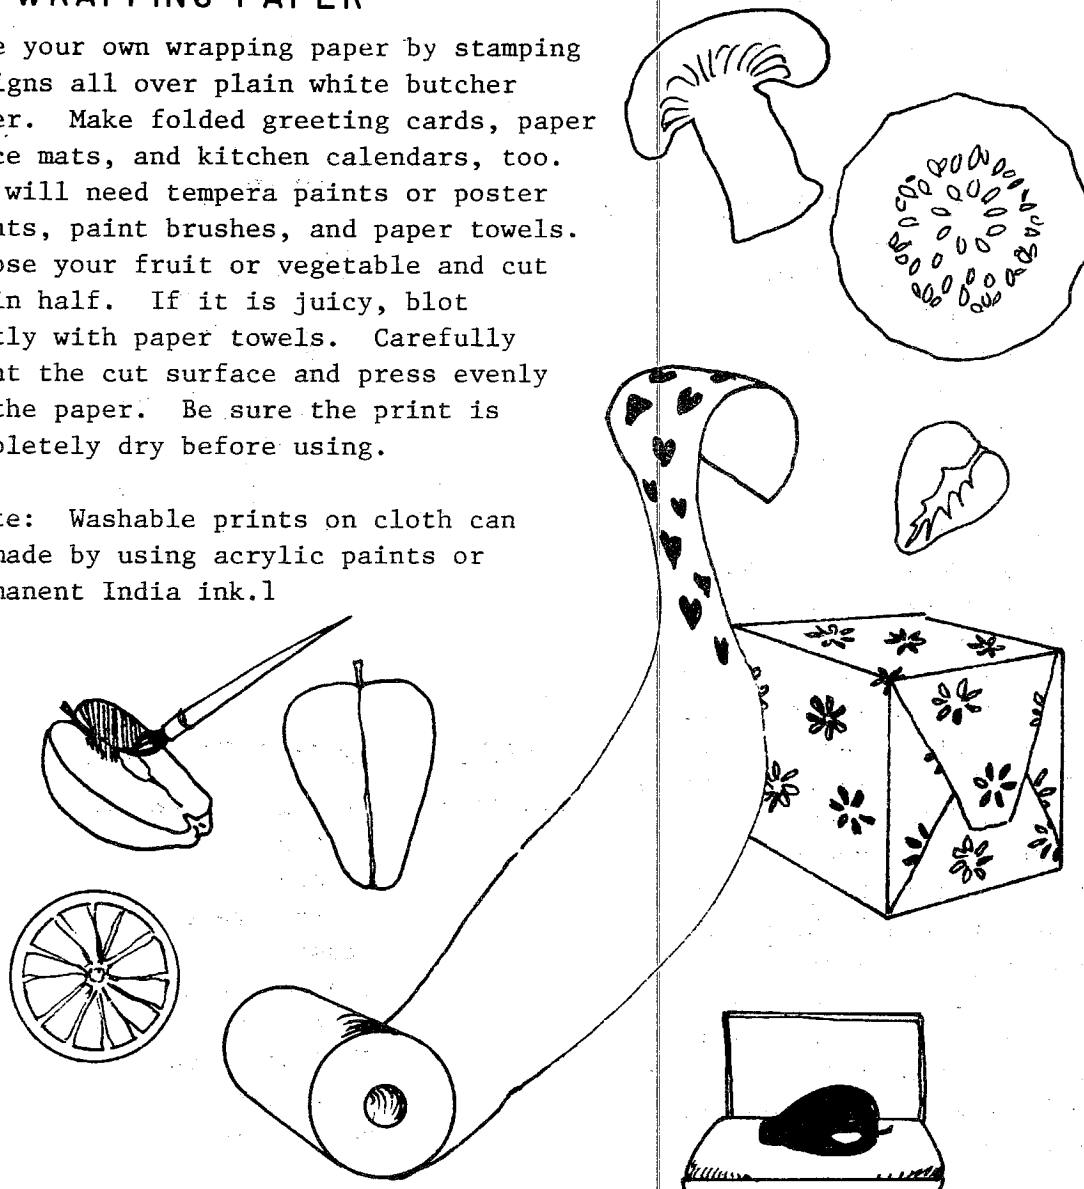 WRAPPING PAPER
e your own wrapping paper by stamping
igns all over plain white butcher
er.  Make folded greeting cards, paper
ce mats, and kitchen calendars, too.
will need tempera paints or poster
nts, paint brushes, and paper towels.
ose your fruit or vegetable and cut
in half.  If it is juicy, blot
tly with paper towels.  Carefully
nt the cut surface and press evenly
the paper.  Be sure the print is
pletely dry before using.
te:  Washable prints on cloth can
made by using acrylic paints or
manent India ink.1